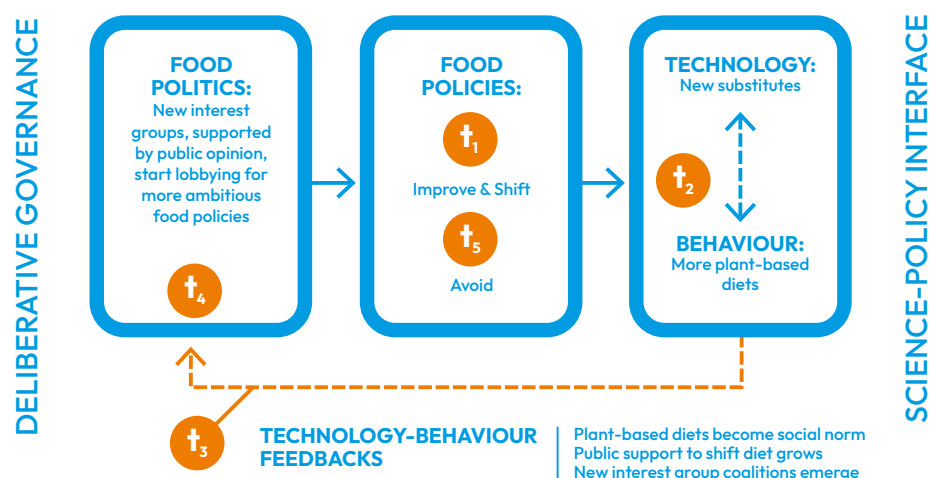 DELIBERATIVE GOVERNANCE
FOOD
POLITICS:
New interest
groups, supported
by public opinion,
start lobbying for
more ambitious
food policies
t4
FOOD
POLICIES:
t1
Improve & Shift
t5
Avoid
TECHNOLOGY:
New substitutes
t2
BEHAVIOUR:
More plant-based
diets
SCIENCE-POLICY INTERFACE
t3
TECHNOLOGY-BEHAVIOUR
FEEDBACKS
Plant-based diets become social norm
Public support to shift diet grows
New interest group coalitions emerge